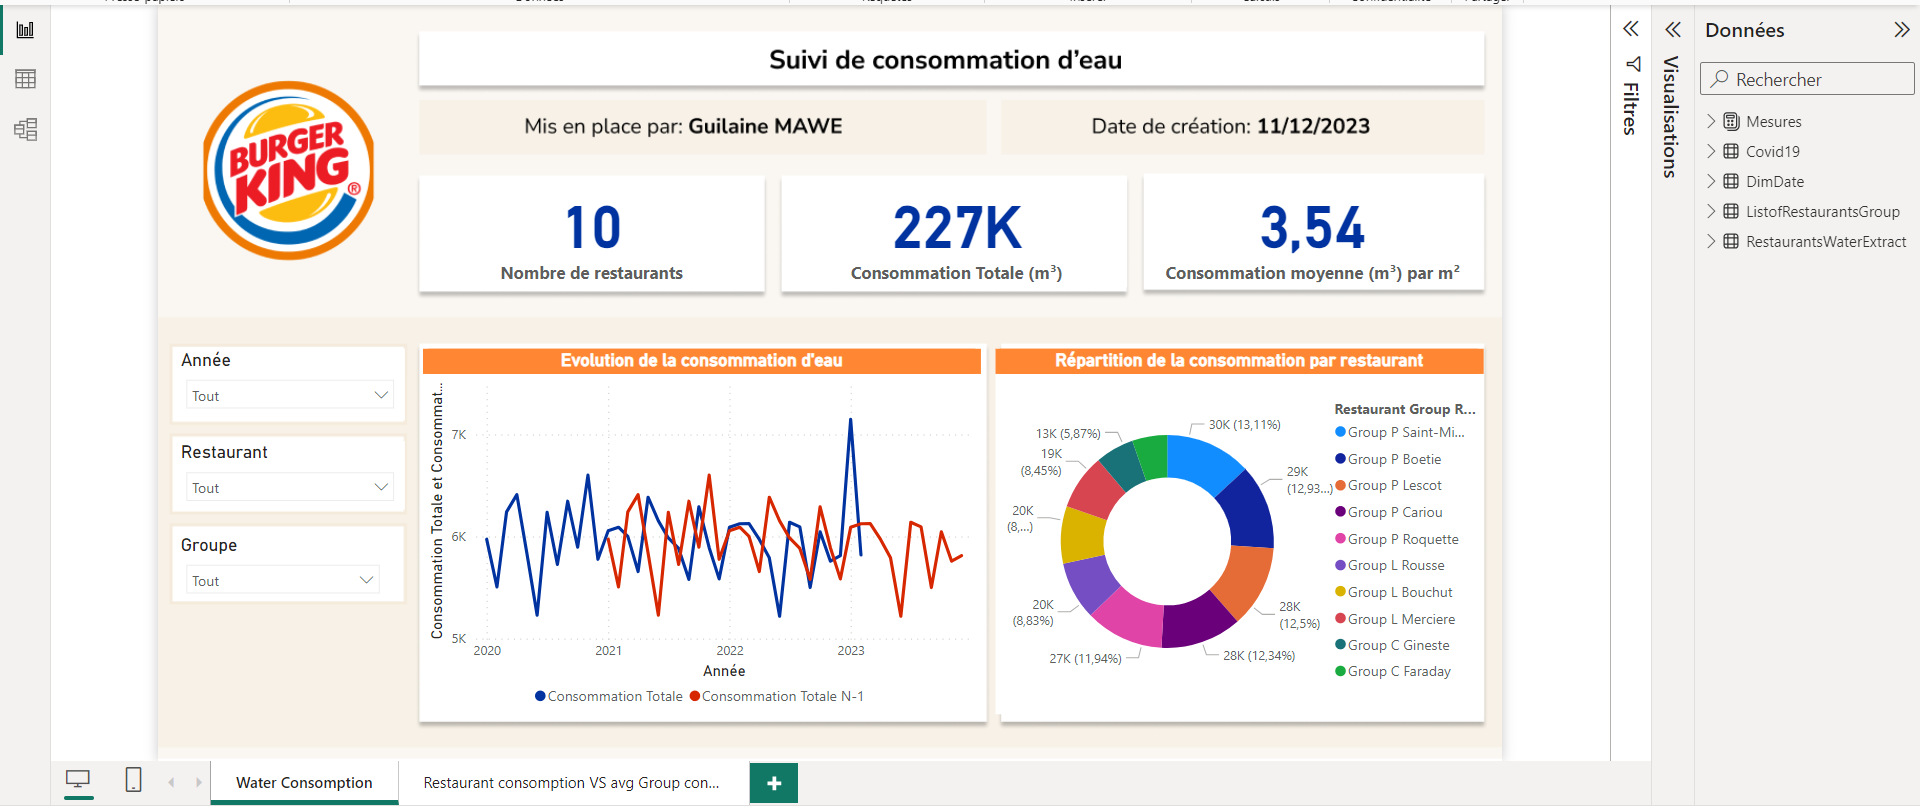 Données
Rechercher
Mesures
Covid19
DimDate
ListofRestaurantsGroup
RestaurantsWaterExtract
Filtres
Visualisations
Suivi de consommation d’eau
Mis en place par: Guilaine MAWE
Date de création: 11/12/2023
BURGER
KING
®
10
Nombre de restaurants
227K
Consommation Totale (m³)
3,54
Consommation moyenne (m³) par m²
Année
Tout
Restaurant
Tout
Groupe
Tout
Evolution de la consommation d'eau
Consommation Totale et Consommat...
7K
6K
5K
2020
2021
2022
2023
Année
Consommation Totale
Consommation Totale N-1
Répartition de la consommation par restaurant
30K (13,11%)
29K
(12,93...)
28K
(12,5%)
28K (12,34%)
27K (11,94%)
20K
(8,83%)
20K
(8,...)
19K
(8,45%)
13K (5,87%)
Restaurant Group R...
Group P Saint-Mi...
Group P Boetie
Group P Lescot
Group P Cariou
Group P Roquette
Group L Rousse
Group L Bouchut
Group L Merciere
Group C Gineste
Group C Faraday
Water Consomption
Restaurant consomption VS avg Group con...